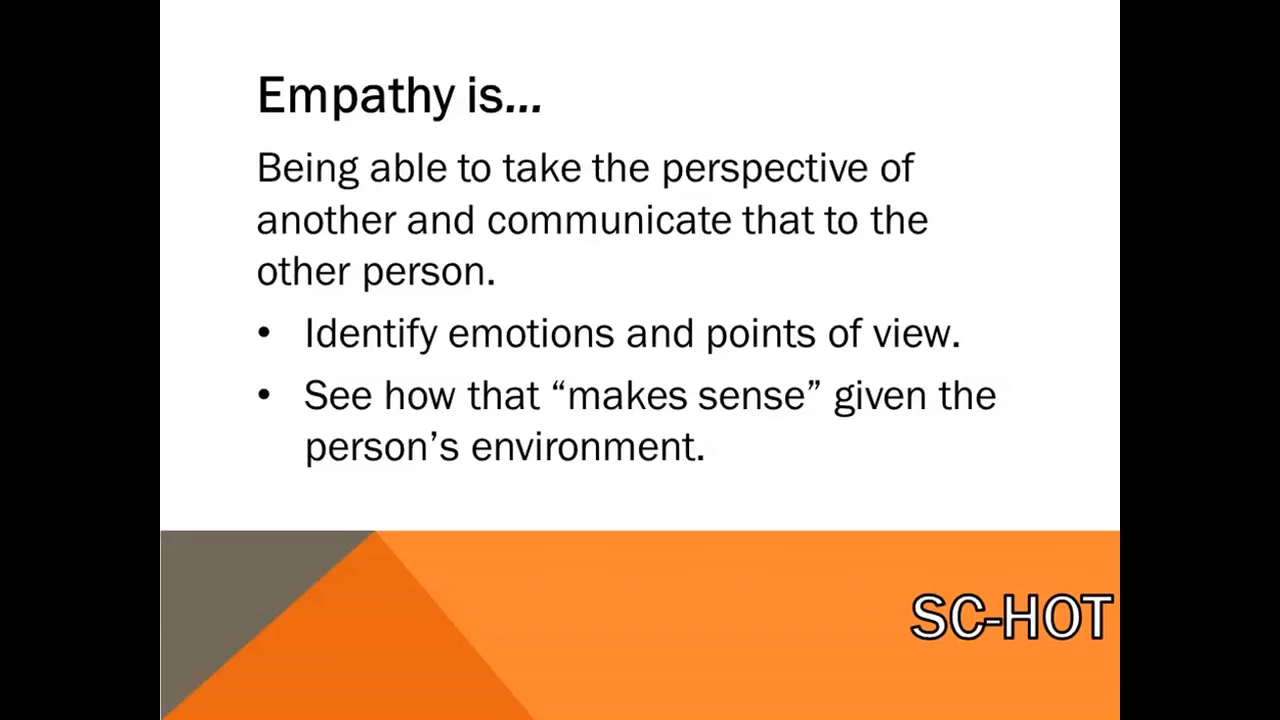 Empathy is...
Being able to take the perspective of
another and communicate that to the
other person.
• Identify emotions and points of view.
• See how that “makes sense” given the
person’s environment.
SC-HOT